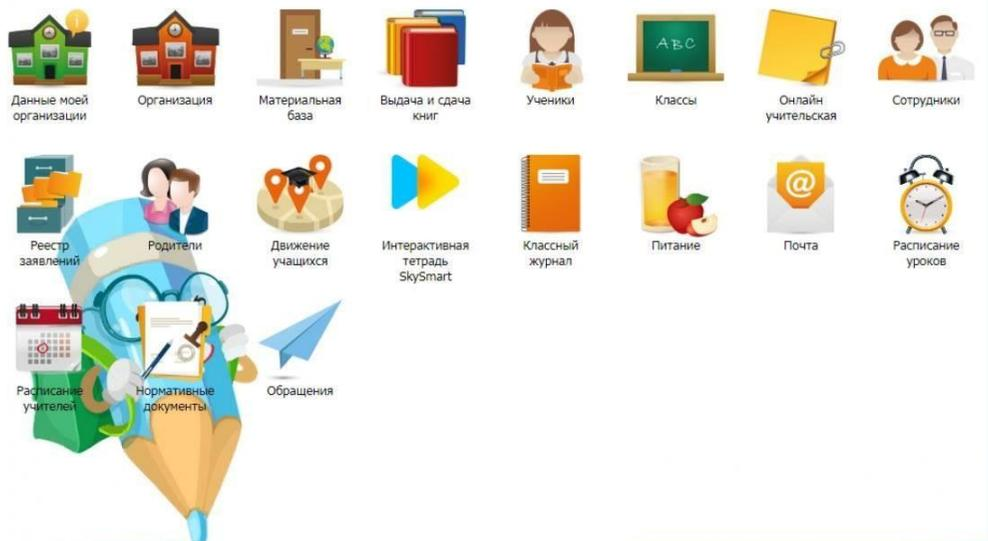 Данные моей
организации
Организация
Материальная
база
Выдача и сдача
книг
Ученики
ABC
Классы
Онлайн
учительская
Сотрудники
Реестр
заявлений
Родители
Движение
учащихся
Интерактивная
тетрадь
SkySmart
Классный
журнал
Питание
@
Почта
Расписание
уроков
Расписание
учителей
Нормативные
документы
Обращения